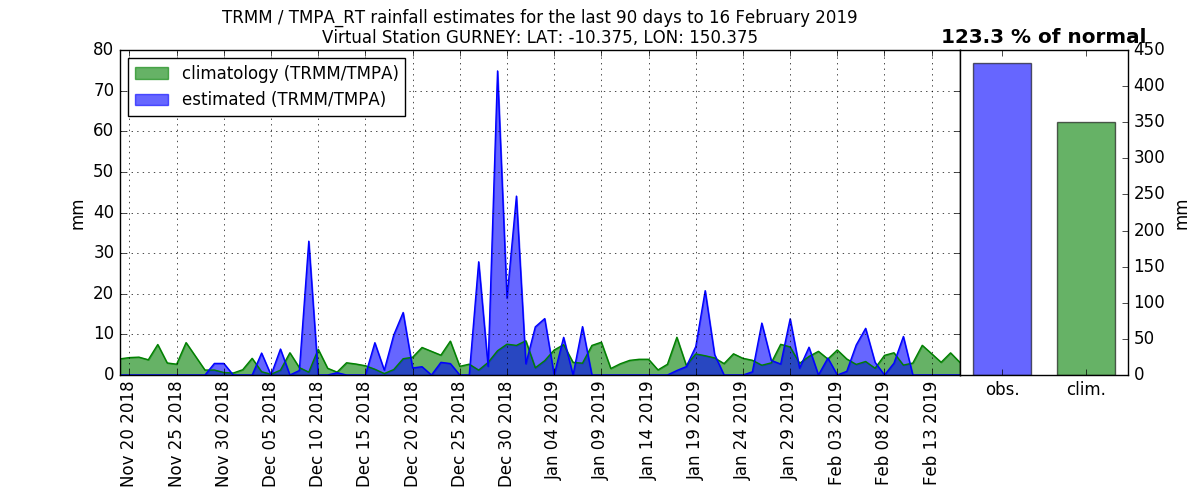 TRMM / TMPA_RT rainfall estimates for the last 90 days to 16 February 2019
Virtual Station GURNEY: LAT: -10.375, LON: 150.375
123.3 % of normal
climatology (TRMM/TMPA)
estimated (TRMM/TMPA)
mm
80
70
60
50
40
30
20
10
0
Nov 20 2018
Nov 25 2018
Nov 30 2018
Dec 05 2018
Dec 10 2018
Dec 15 2018
Dec 20 2018
Dec 25 2018
Dec 30 2018
Jan 04 2019
Jan 09 2019
Jan 14 2019
Jan 19 2019
Jan 24 2019
Jan 29 2019
Feb 03 2019
Feb 08 2019
Feb 13 2019
450
400
350
300
250
200
150
100
50
0
mm
obs.
clim.